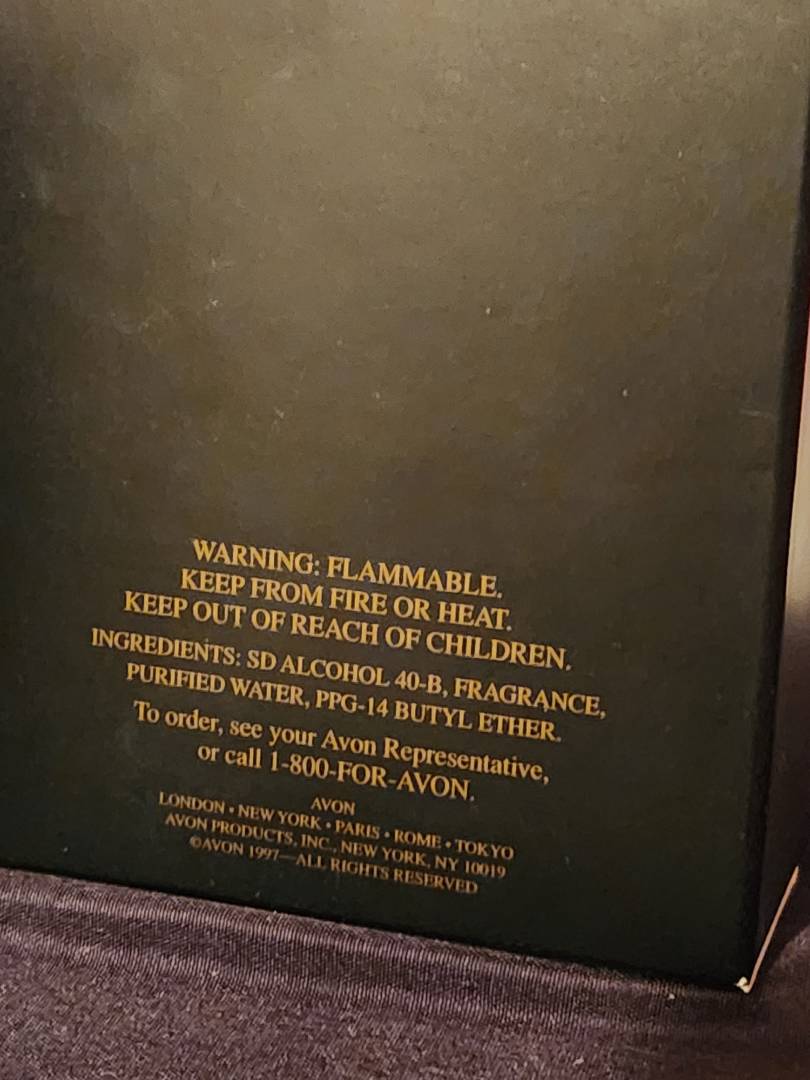 WARNING: FLAMMABLE.
KEEP FROM FIRE OR HEAT.
KEEP OUT OF REACH OF CHILDREN.
INGREDIENTS: SD ALCOHOL 40-B, FRAGRANCE,
PURIFIED WATER, PPG-14 BUTYL ETHER.
To order, see your Avon Representative,
or call 1-800-FOR-AVON.
AVON
LONDON • NEW YORK • PARIS • ROME • TOKYO
AVON PRODUCTS, INC., NEW YORK, NY 10019
©AVON 1997—ALL RIGHTS RESERVED